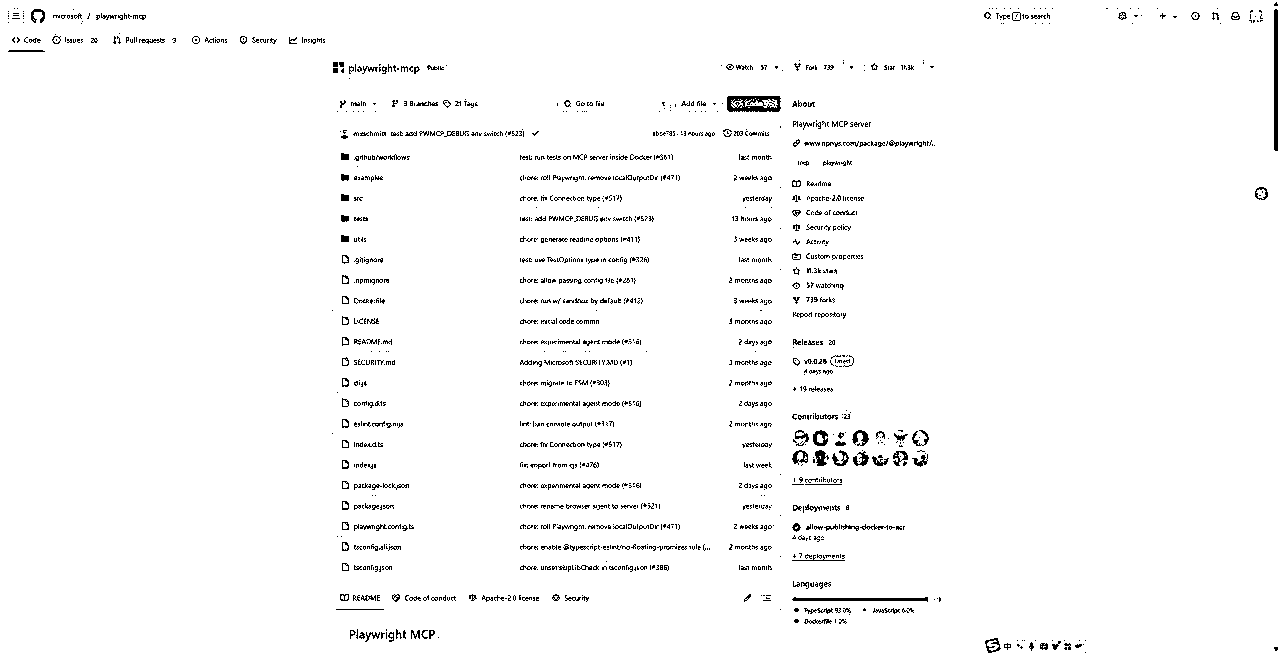 microsoft / playwright-mcp
Type / to search
Code Issues 20 Pull requests 9 Actions Security Insights
playwright-mcp Public
Watch 57 Fork 739 Star 11.3k
main 3 Branches 21 Tags Go to file Add file Code
mxschmitt test: add PWMCP_DEBUG env switch (#523) 13 hours ago 203 Commits
.github/workflows test: run tests on MCP server inside Docker (#361) last month
examples chore: roll Playwright, remove localOutputDir (#471) 2 weeks ago
src chore: fix Connection type (#517) yesterday
tests test: add PWMCP_DEBUG env switch (#523) 13 hours ago
utils chore: generate readme options (#411) 3 weeks ago
.gitignore test: use TestOptions type in config (#326) last month
.npmignore chore: allow passing config file (#281) 2 months ago
Dockerfile chore: run w/ sandbox by default (#412) 3 weeks ago
LICENSE chore: initial code commit 3 months ago
README.md chore: experimental agent mode (#516) 2 days ago
SECURITY.md Adding Microsoft SECURITY.MD (#1) 3 months ago
cli.js chore: migrate to ESM (#303) 2 months ago
config.d.ts chore: experimental agent mode (#516) 2 days ago
eslint.config.mjs lint: ban console output (#317) 2 months ago
index.d.ts chore: fix Connection type (#517) yesterday
index.js fix: import from cjs (#476) last week
package-lock.json chore: experimental agent mode (#516) 2 days ago
package.json chore: rename browser agent to server (#521) yesterday
playwright.config.ts chore: roll Playwright, remove localOutputDir (#471) 2 weeks ago
tsconfig.all.json chore: enable @typescript-eslint/no-floating-promises rule (... 2 months ago
tsconfig.json chore: unset skipLibCheck in tsconfig.json (#386) last month
README Code of conduct Apache-2.0 license Security
Playwright MCP
About
Playwright MCP server
www.npmjs.com/package/@playwright/...
mcp playwright
Readme
Apache-2.0 license
Code of conduct
Security policy
Activity
Custom properties
11.3k stars
57 watching
739 forks
Report repository
Releases 20
v0.0.28 Latest
4 days ago
+ 19 releases
Contributors 23
+ 9 contributors
Deployments 8
allow-publishing-docker-to-acr
4 days ago
+ 7 deployments
Languages
TypeScript 93.0% JavaScript 6.0%
Dockerfile 1.0%
中